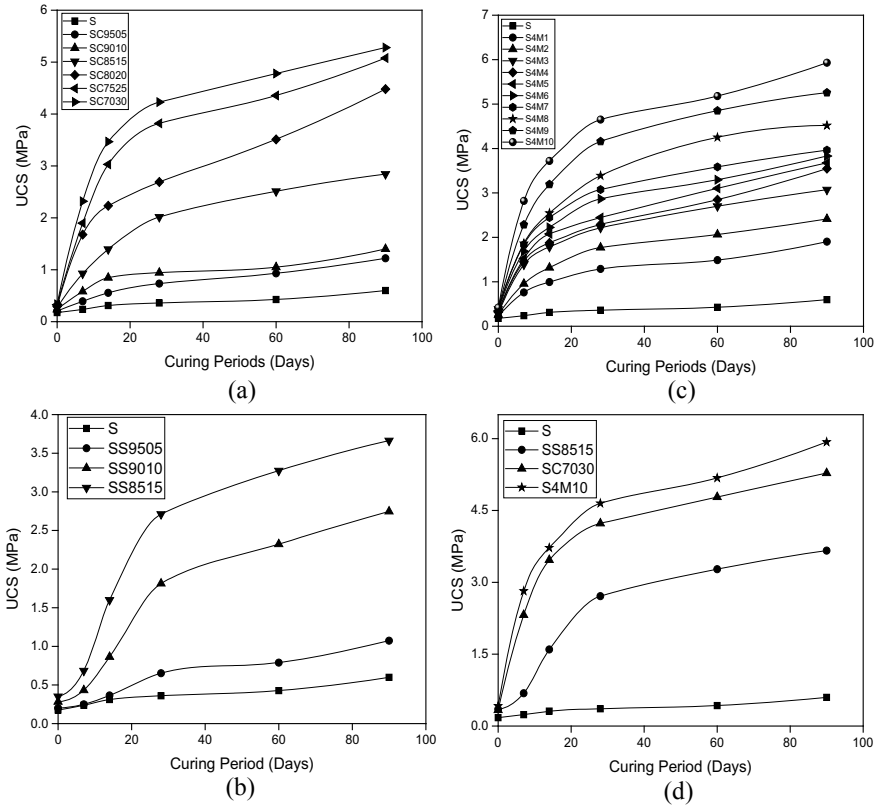 6
5
4
3
2
1
0
UCS (MPa)
S
SC9505
SC9010
SC8515
SC8020
SC7525
SC7030
0 20 40 60 80 100
Curing Periods (Days)
(a)
7
6
5
4
3
2
1
0
UCS (MPa)
S
S4M1
S4M2
S4M3
S4M4
S4M5
S4M6
S4M7
S4M8
S4M9
S4M10
0 20 40 60 80 100
Curing Periods (Days)
(c)
4.0
3.5
3.0
2.5
2.0
1.5
1.0
0.5
0.0
UCS (MPa)
S
SS9505
SS9010
SS8515
0 20 40 60 80 100
Curing Period (Days)
(b)
6.0
4.5
3.0
1.5
0.0
UCS (MPa)
S
SS8515
SC7030
S4M10
0 20 40 60 80 100
Curing Period (Days)
(d)